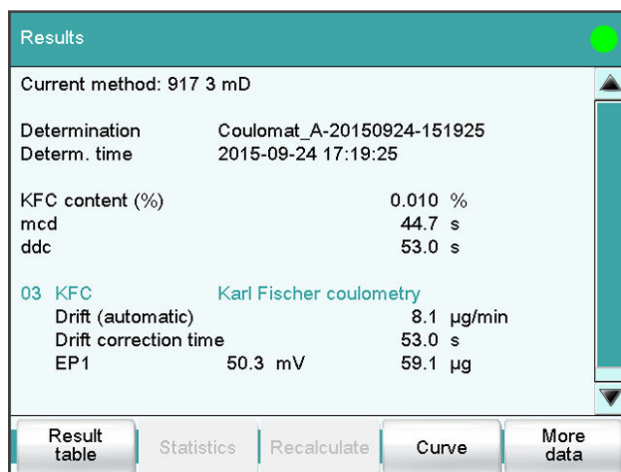 Results
Current method: 917 3 mD
Determination Coulomat_A-20150924-151925
Determ. time 2015-09-24 17:19:25
KFC content (%) 0.010 %
mcd 44.7 s
ddc 53.0 s
03 KFC Karl Fischer coulometry
Drift (automatic) 8.1 µg/min
Drift correction time 53.0 s
EP1 50.3 mV 59.1 µg
Result table Statistics Recalculate Curve More data